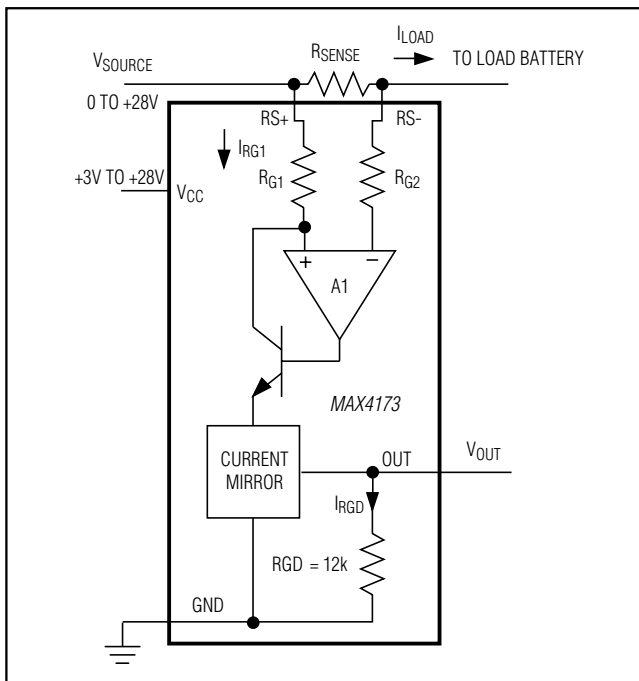 I_LOAD
R_SENSE
V_SOURCE
TO LOAD BATTERY
0 TO +28V
RS+
RS-
I_RG1
R_G1
R_G2
+3V TO +28V
V_CC
+
−
A1
MAX4173
CURRENT
MIRROR
OUT
V_OUT
I_RGD
RGD = 12k
GND